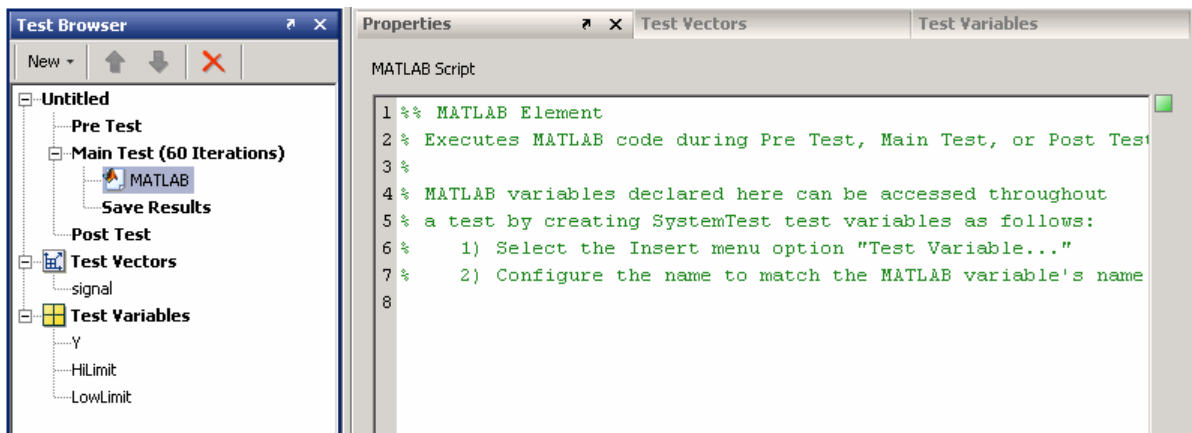 Test Browser
New
Untitled
Pre Test
Main Test (60 Iterations)
MATLAB
Save Results
Post Test
Test Vectors
signal
Test Variables
Y
HiLimit
LowLimit
Properties
Test Vectors
Test Variables
MATLAB Script
1 %% MATLAB Element
2 % Executes MATLAB code during Pre Test, Main Test, or Post Test
3 %
4 % MATLAB variables declared here can be accessed throughout
5 % a test by creating SystemTest test variables as follows:
6 % 1) Select the Insert menu option "Test Variable..."
7 % 2) Configure the name to match the MATLAB variable's name
8